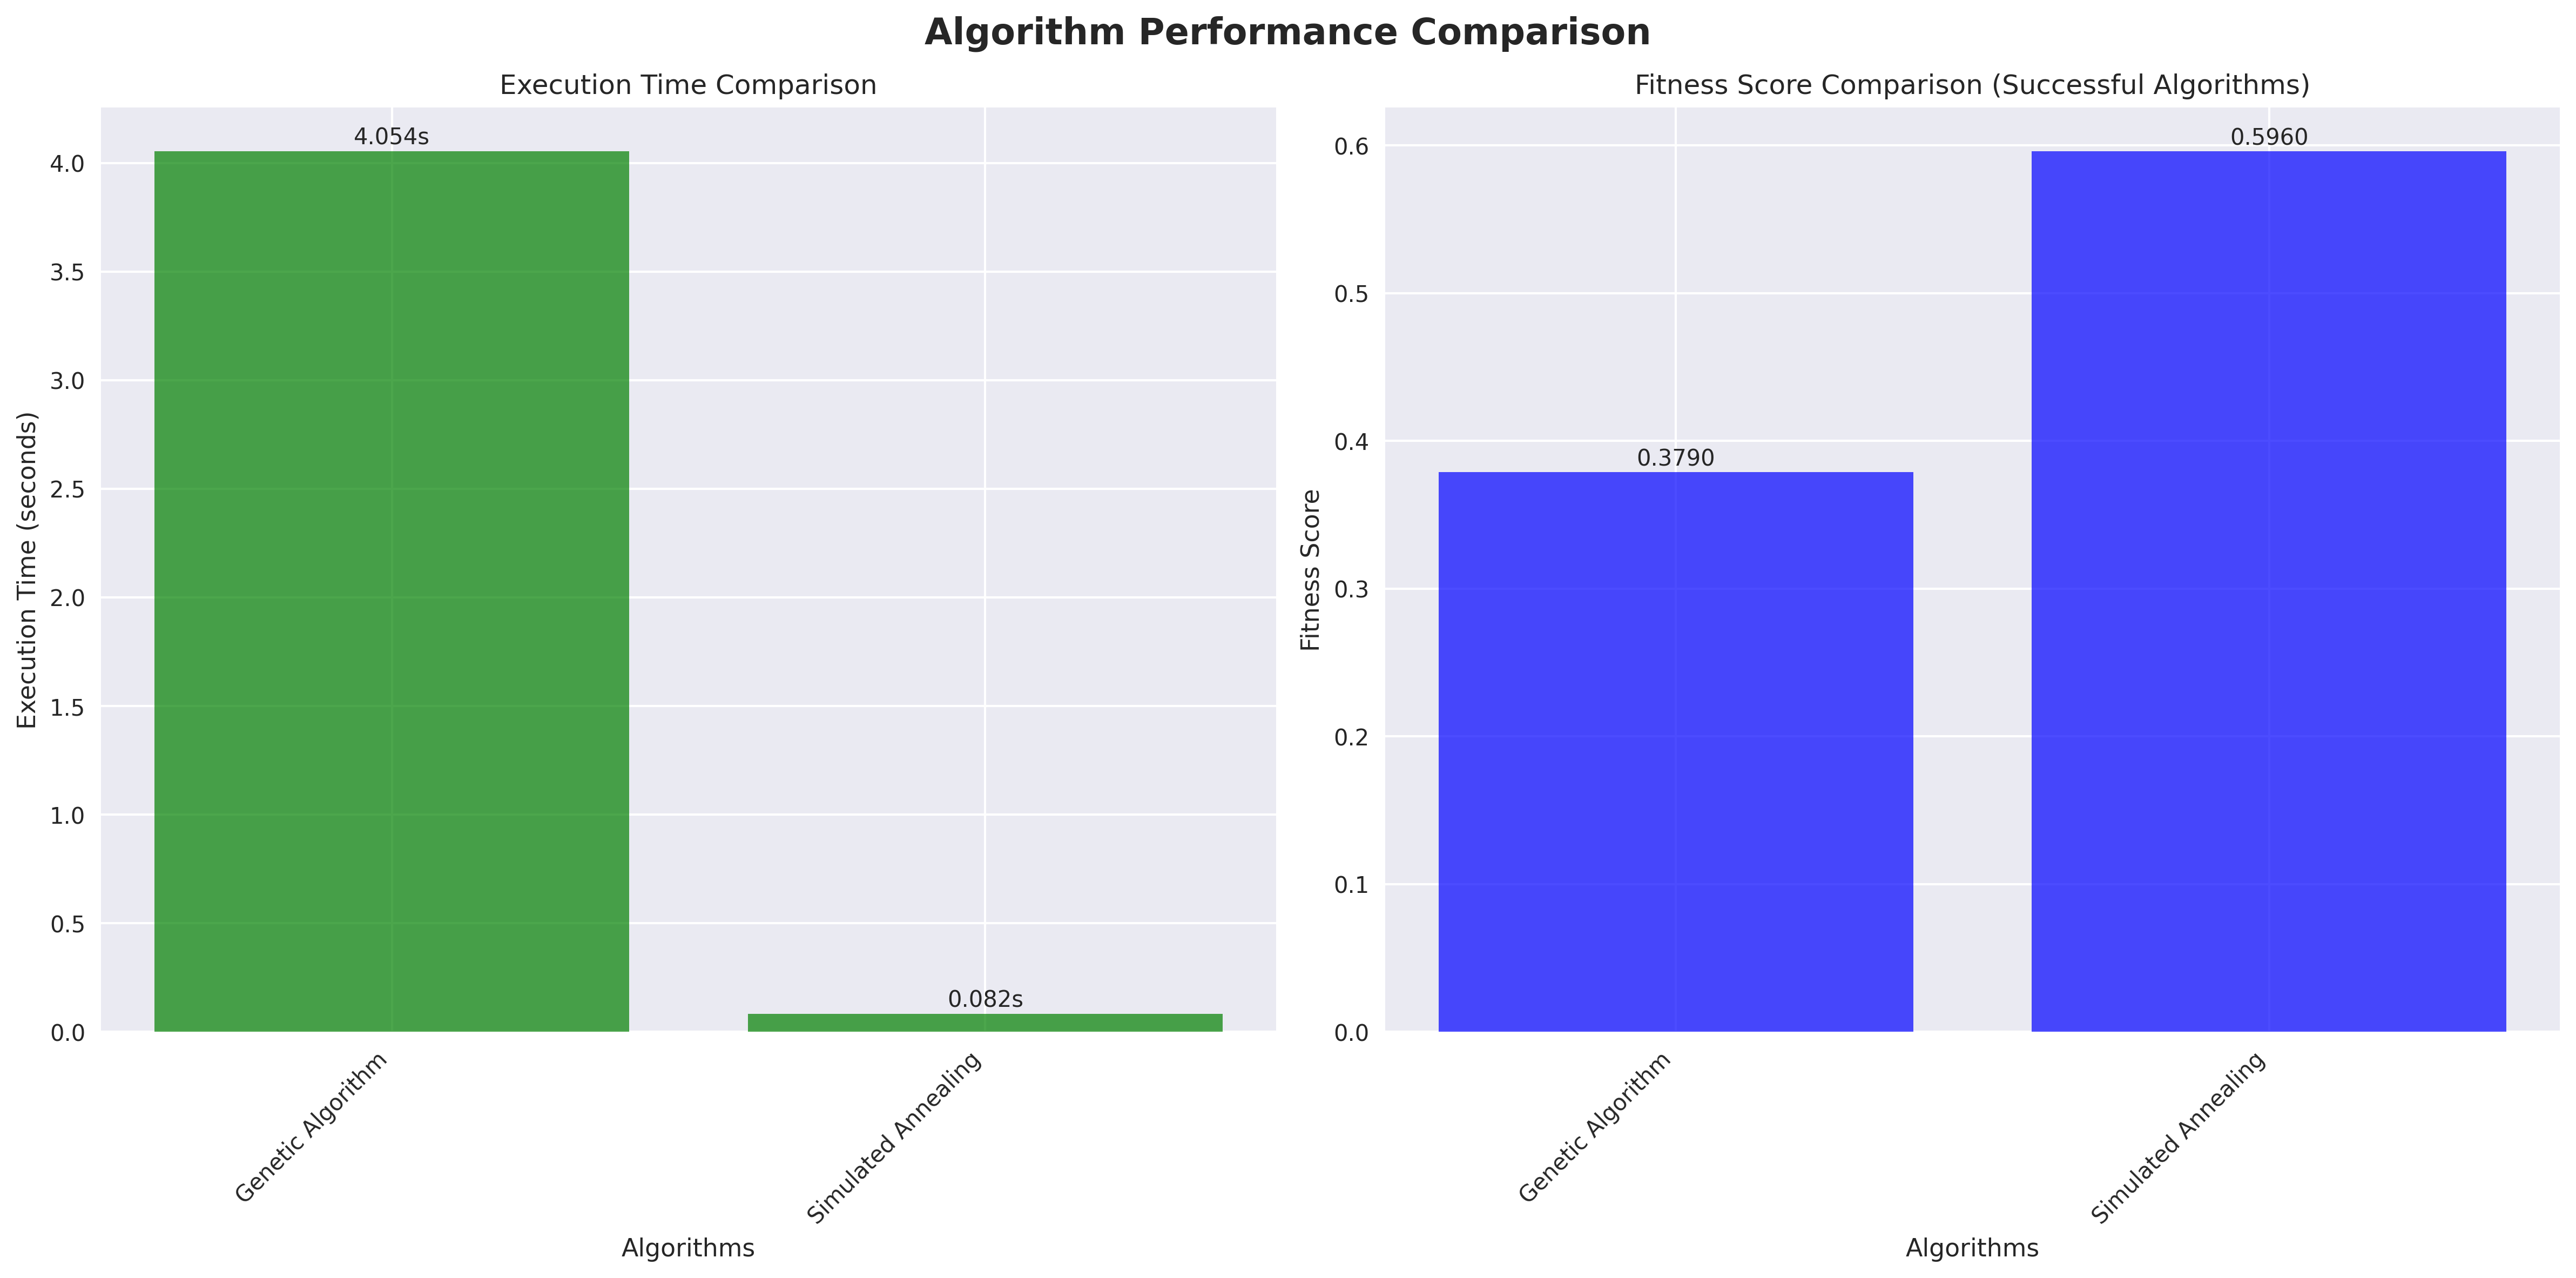 Algorithm Performance Comparison
Execution Time Comparison
Execution Time (seconds)
4.0
3.5
3.0
2.5
2.0
1.5
1.0
0.5
0.0
4.054s
0.082s
Genetic Algorithm
Simulated Annealing
Algorithms
Fitness Score Comparison (Successful Algorithms)
Fitness Score
0.6
0.5
0.4
0.3
0.2
0.1
0.0
0.3790
0.5960
Genetic Algorithm
Simulated Annealing
Algorithms